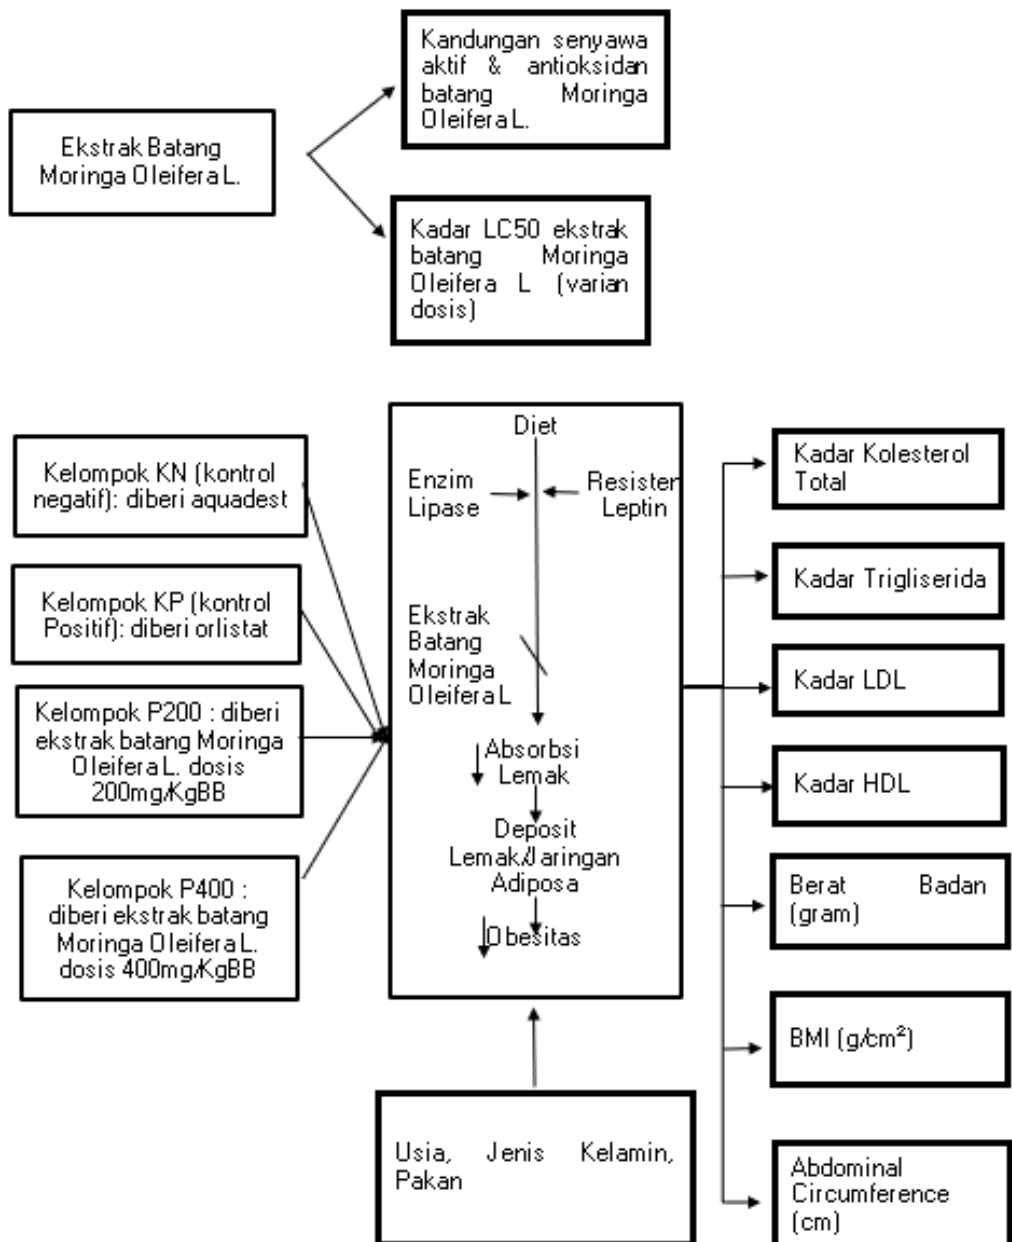 Kandungan senyawa
aktif & antioksidan
batang Moringa
Oleifera L.
Ekstrak Batang
Moringa Oleifera L.
Kadar LC50 ekstrak
batang Moringa
Oleifera L (varian
dosis)
Kelompok KN (kontrol
negatif): diberi aquadest
Kelompok KP (kontrol
Positif): diberi orlistat
Kelompok P200 : diberi
ekstrak batang Moringa
Oleifera L. dosis
200mg/KgBB
Kelompok P400 :
diberi ekstrak batang
Moringa Oleifera L.
dosis 400mg/KgBB
Diet
Enzim
Lipase
Resister
Leptin
Ekstrak
Batang
Moringa
Oleifera L
Absorbsi
Lemak
Deposit
Lemak/Jaringan
Adiposa
Obesitas
Usia, Jenis Kelamin,
Pakan
Kadar Kolesterol
Total
Kadar Trigliserida
Kadar LDL
Kadar HDL
Berat Badan
(gram)
BMI (g/cm²)
Abdominal
Circumference
(cm)